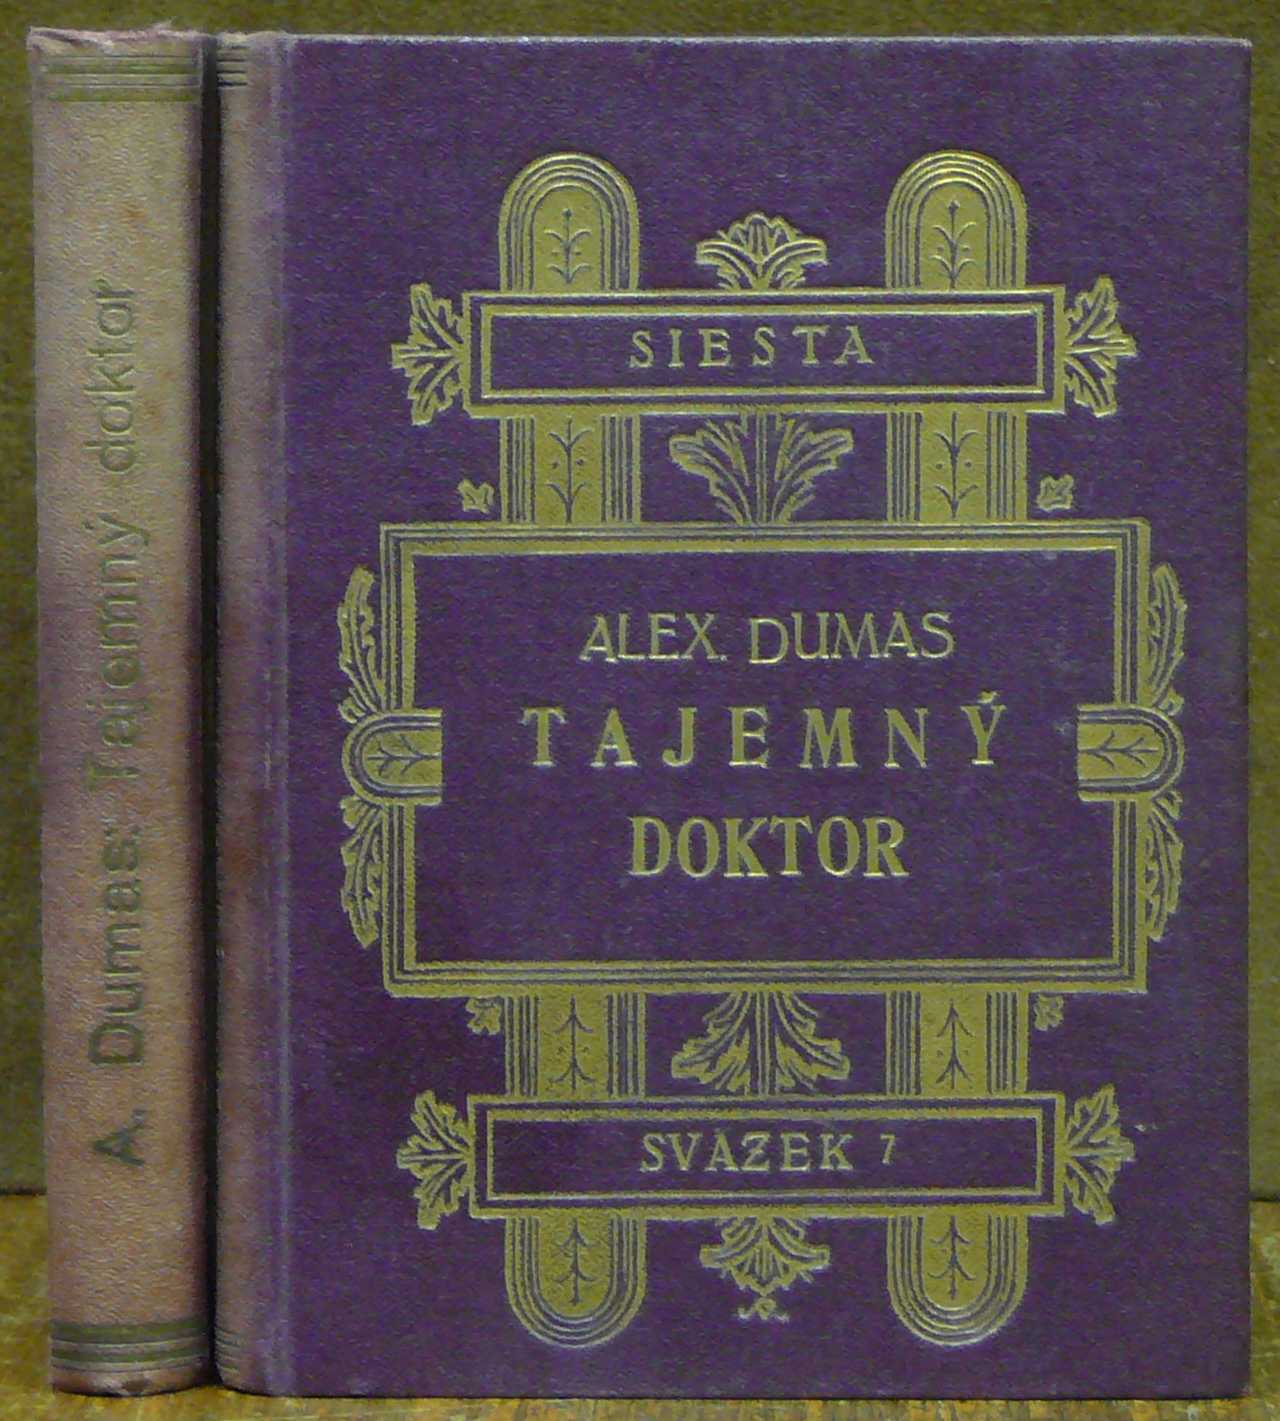 A. Dumas: Tajemný doktor
SIESTA
ALEX. DUMAS
TAJEMNÝ
DOKTOR
SVAZEK 7